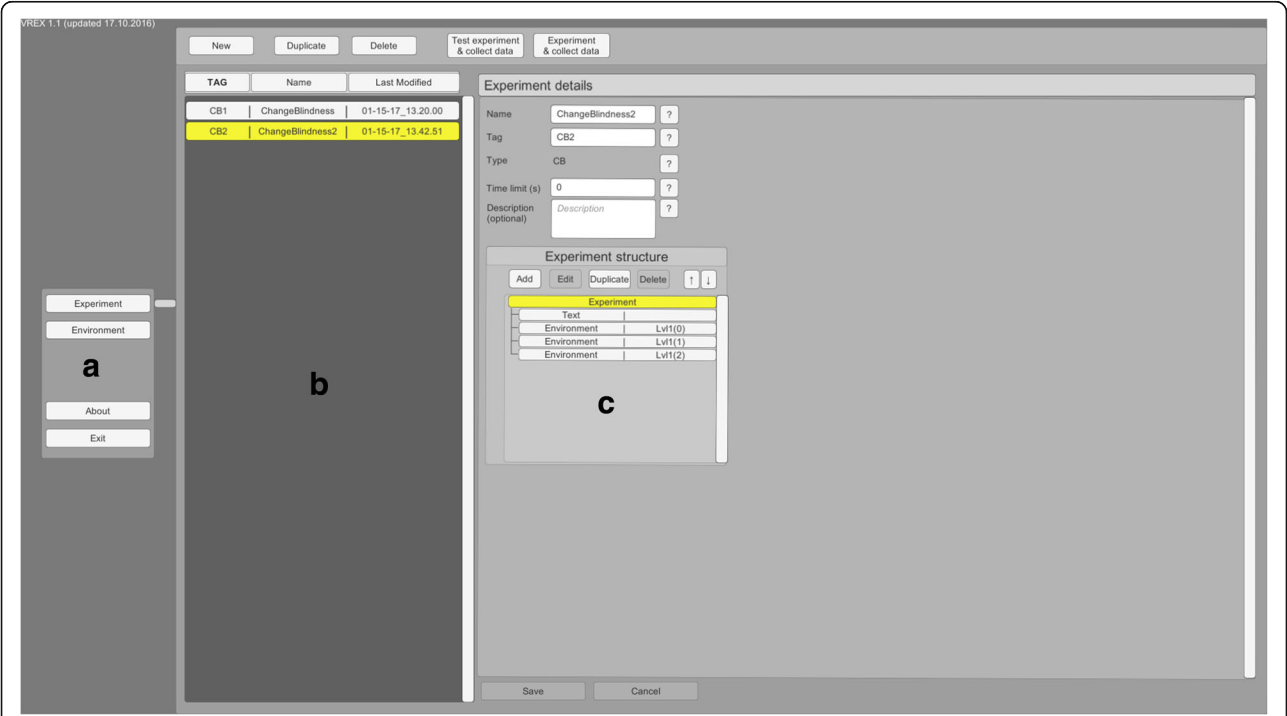 VREX 1.1 (updated 17.10.2016)
New
Duplicate
Delete
Test experiment
& collect data
Experiment
& collect data
TAG
Name
Last Modified
CB1 | ChangeBlindness | 01-15-17_13.20.00
CB2 | ChangeBlindness2 | 01-15-17_13.42.51
Experiment details
Name
ChangeBlindness2
?
Tag
CB2
?
Type
CB
?
Time limit (s)
0
?
Description
(optional)
Description
?
Experiment structure
Add
Edit
Duplicate
Delete
↑
↓
Experiment
Text |
Environment | Lvl1(0)
Environment | Lvl1(1)
Environment | Lvl1(2)
Experiment
Environment
a
About
Exit
b
c
Save
Cancel